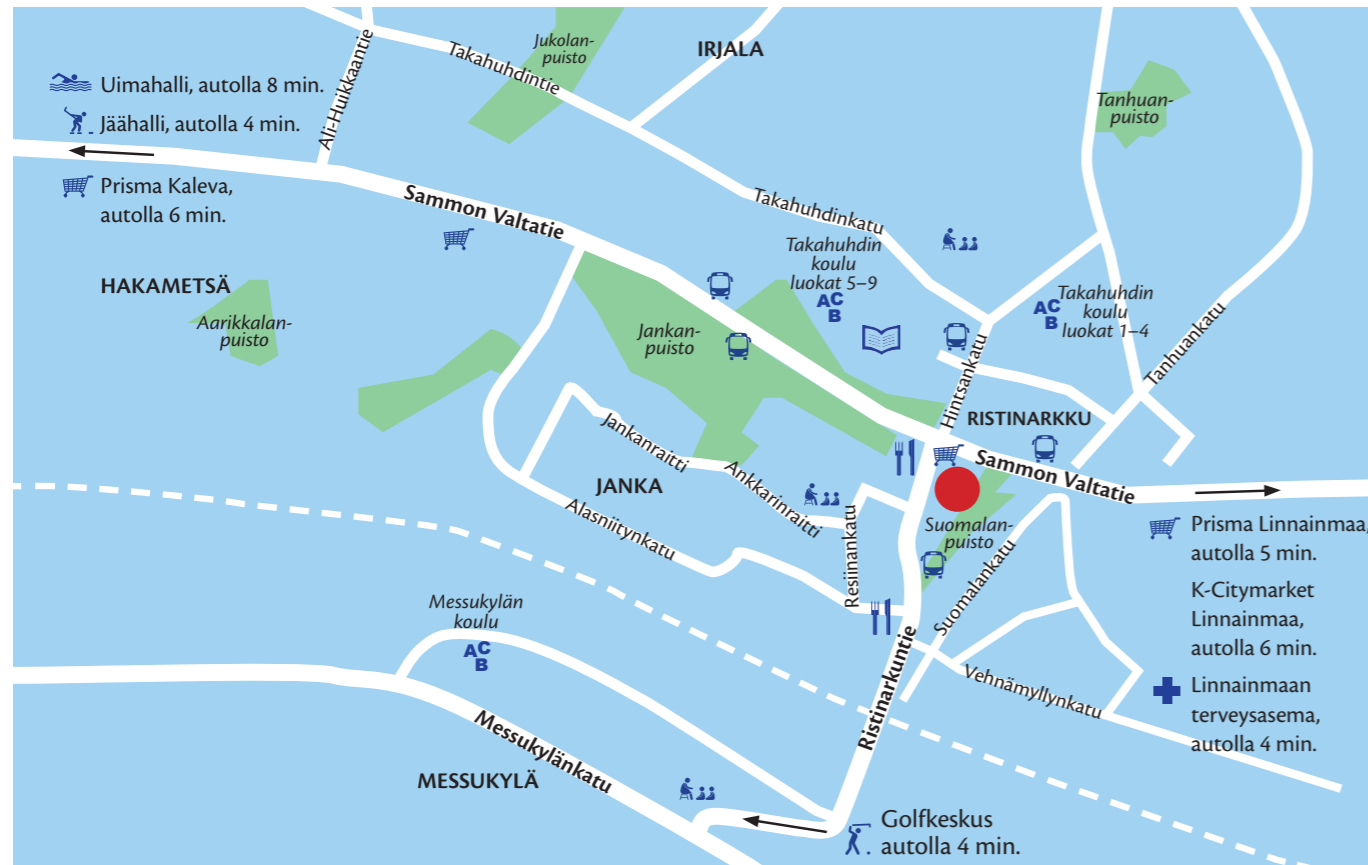 Jukolan-
puisto
IRJALA
Takahuhdintie
Ali-Huikkaantie
Uimahalli, autolla 8 min.
Jäähalli, autolla 4 min.
Tanhuan-
puisto
Prisma Kaleva,
autolla 6 min.
Sammon Valtatie
Takahuhdinkatu
Takahuhdin
koulu
luokat 5–9
ACB
HAKAMETSÄ
Aarikkalan-
puisto
Jankan-
puisto
Takahuhdin
koulu
luokat 1–4
ACB
Tanhuankatu
Hintsankatu
RISTINARKKU
Sammon Valtatie
Jankanraitti
Ankkarinraitti
JANKA
Alasniitynkatu
Resiinankatu
Suomalan-
puisto
Suomalankatu
Prisma Linnainmaa,
autolla 5 min.
K-Citymarket
Linnainmaa,
autolla 6 min.
Linnainmaan
terveysasema,
autolla 4 min.
Messukylän
koulu
ACB
Ristinarkuntie
Vehnämyllynkatu
Messukylänkatu
MESSUKYLÄ
Golfkeskus
autolla 4 min.